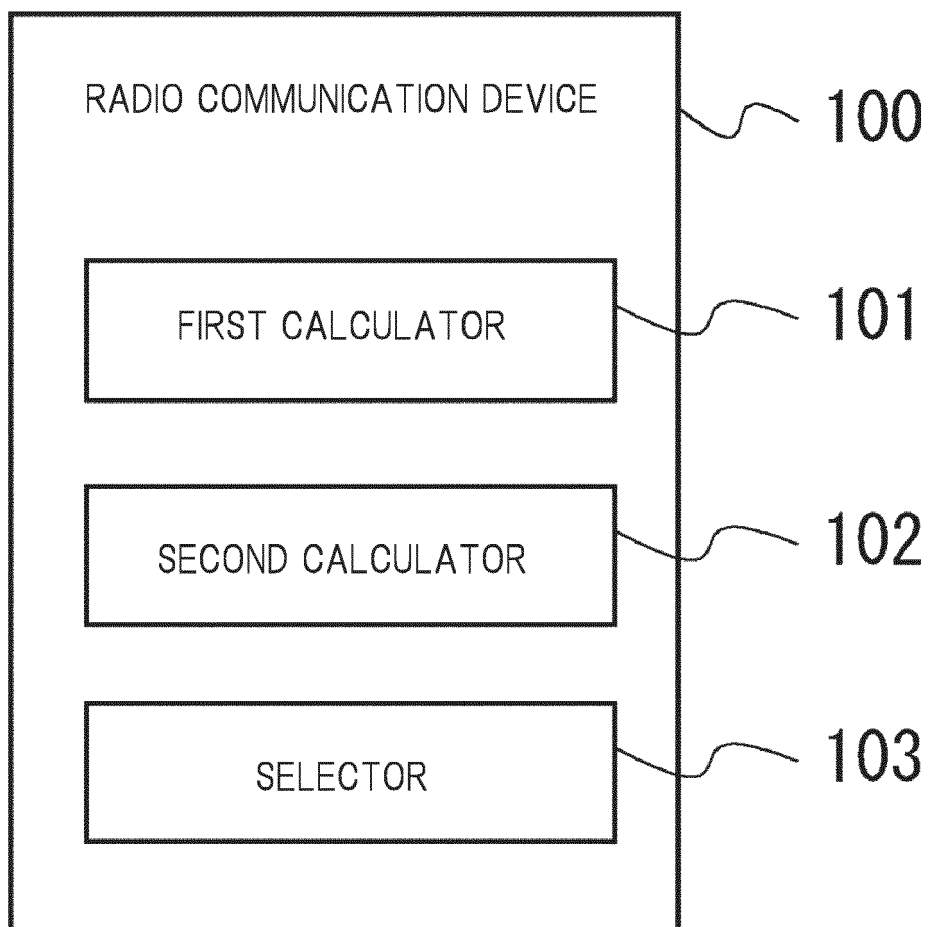 RADIO COMMUNICATION DEVICE
100
FIRST CALCULATOR
101
SECOND CALCULATOR
102
SELECTOR
103